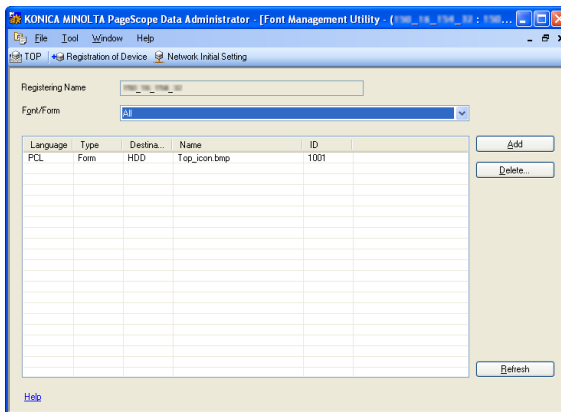 KONICA MINOLTA PageScope Data Administrator - [Font Management Utility - (
File Tool Window Help
TOP Registration of Device Network Initial Setting
Registering Name
Font/Form All
Language Type Destina... Name ID Add
PCL Form HDD Top_icon.bmp 1001
Delete...
Refresh
Help